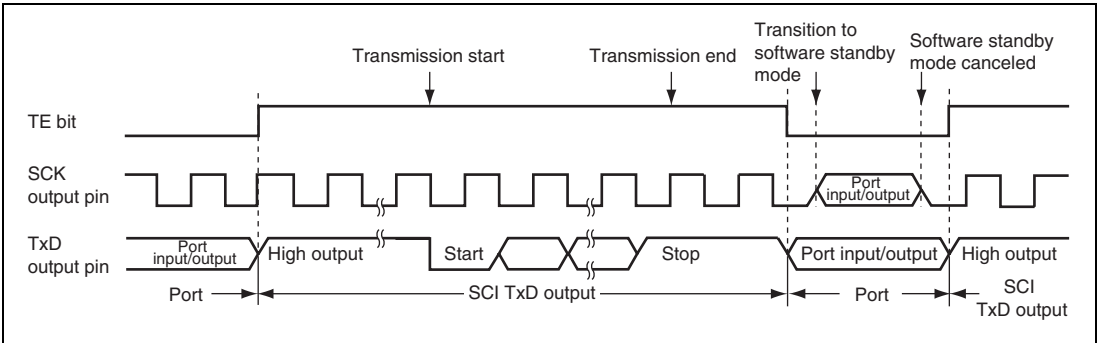 Transition to
software standby
mode
Software standby
mode canceled
Transmission start
Transmission end
TE bit
SCK
output pin
Port
input/output
TxD
output pin
Port
input/output
High output
Start
Stop
Port input/output
High output
Port
SCI TxD output
Port
SCI
TxD output